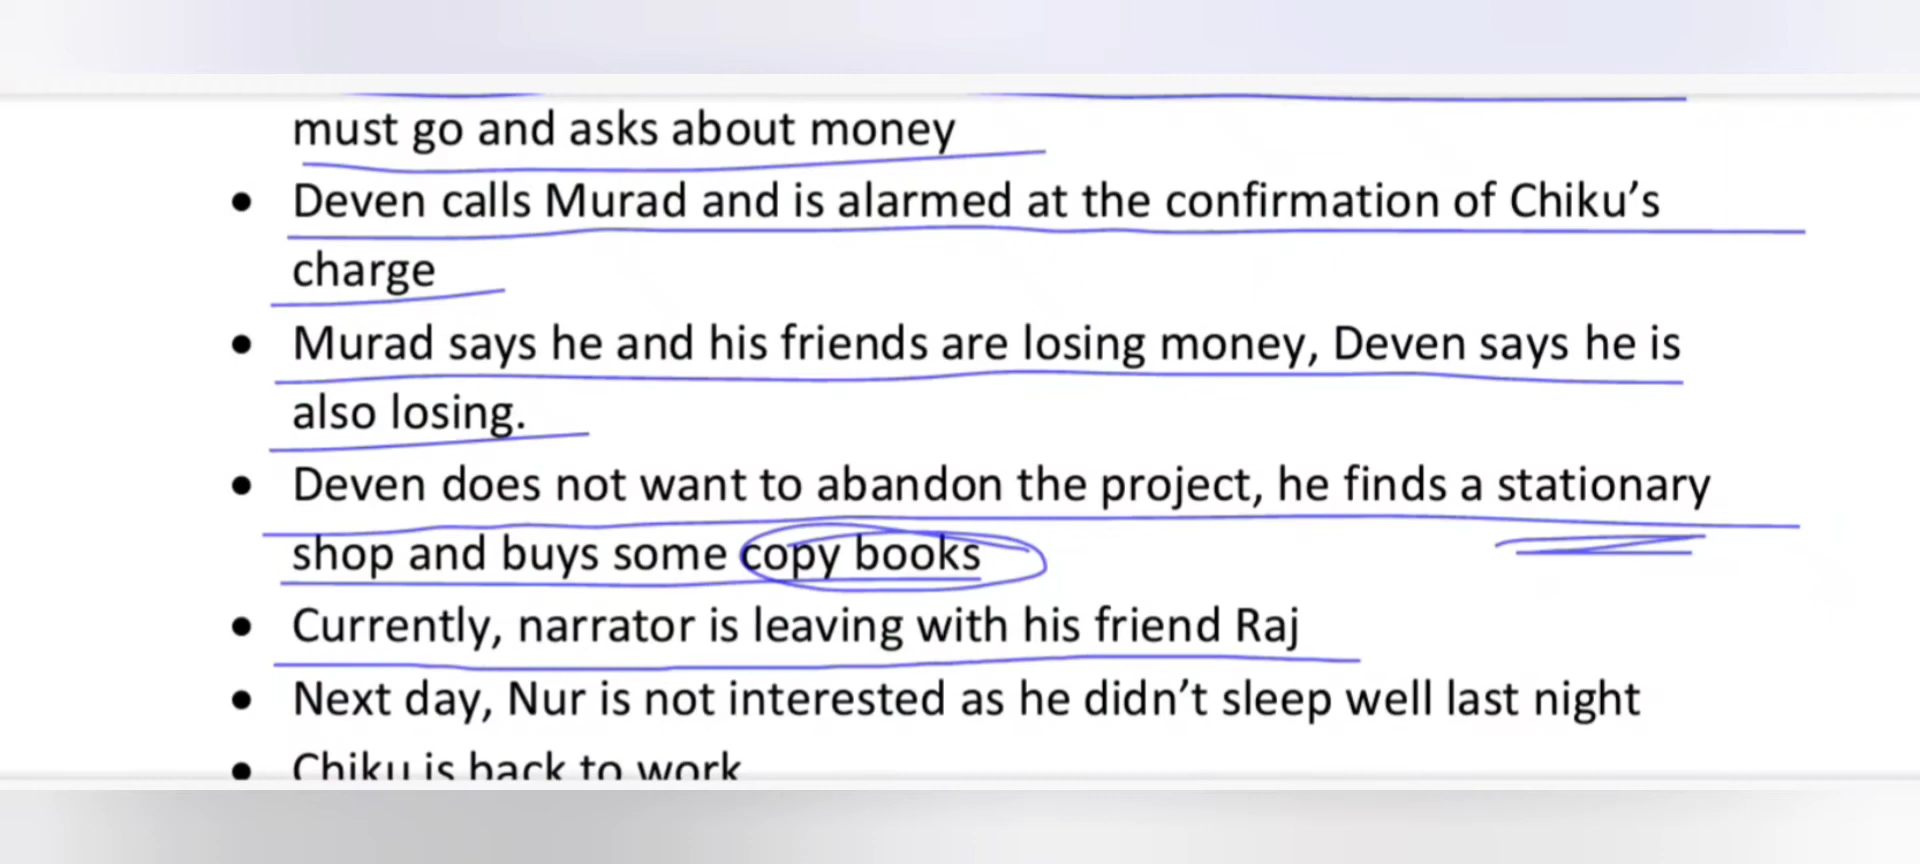 must go and asks about money
• Deven calls Murad and is alarmed at the confirmation of Chiku's
charge
• Murad says he and his friends are losing money, Deven says he is
also losing.
• Deven does not want to abandon the project, he finds a stationary
shop and buys some copy books
• Currently, narrator is leaving with his friend Raj
• Next day, Nur is not interested as he didn't sleep well last night
• Chiku is back to work